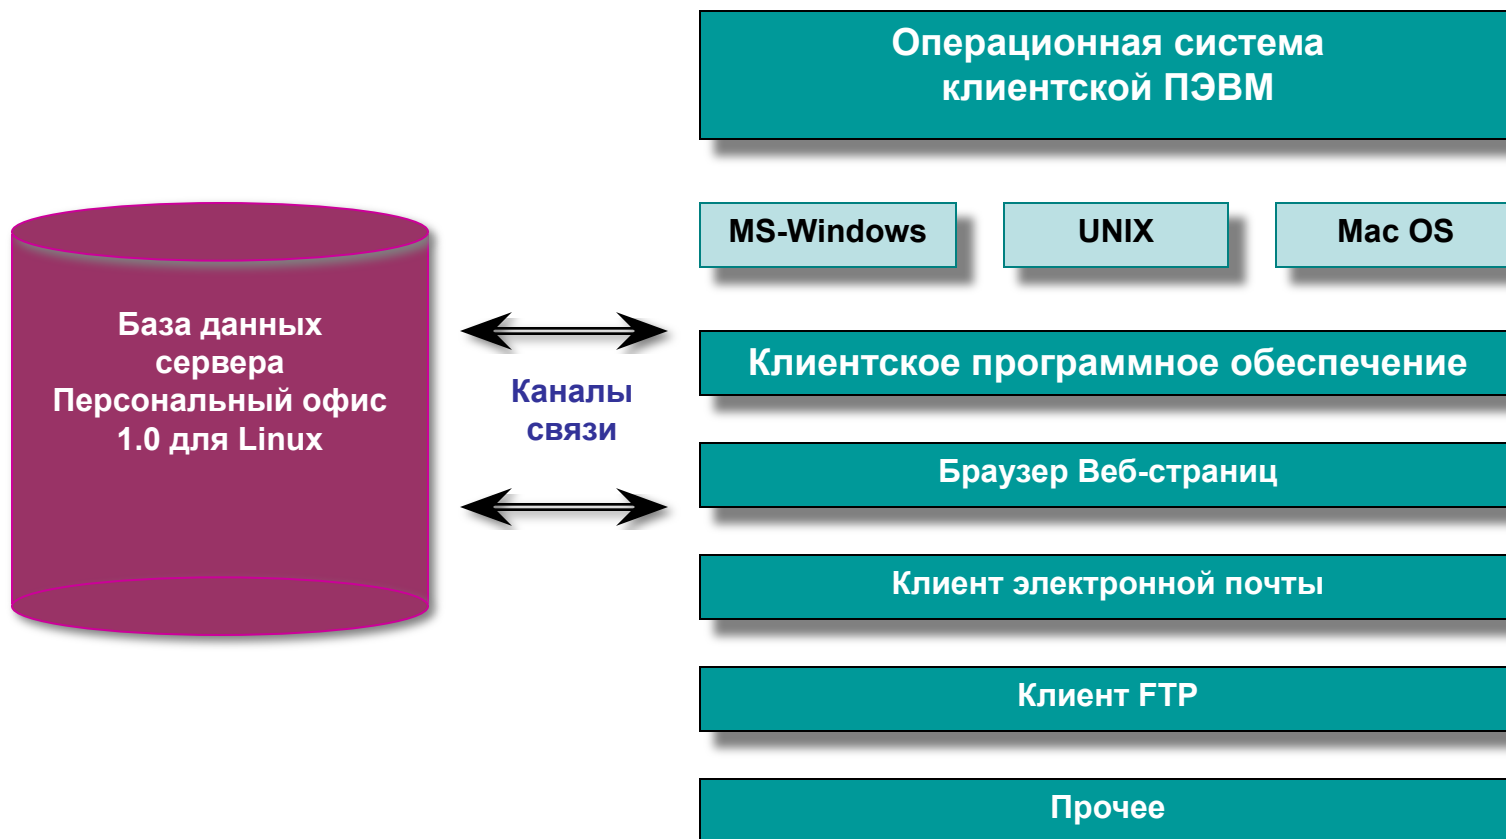 Операционная система
клиентской ПЭВМ
MS-Windows
UNIX
Mac OS
База данных
сервера
Персональный офис
1.0 для Linux
Каналы
связи
Клиентское программное обеспечение
Браузер Веб-страниц
Клиент электронной почты
Клиент FTP
Прочее